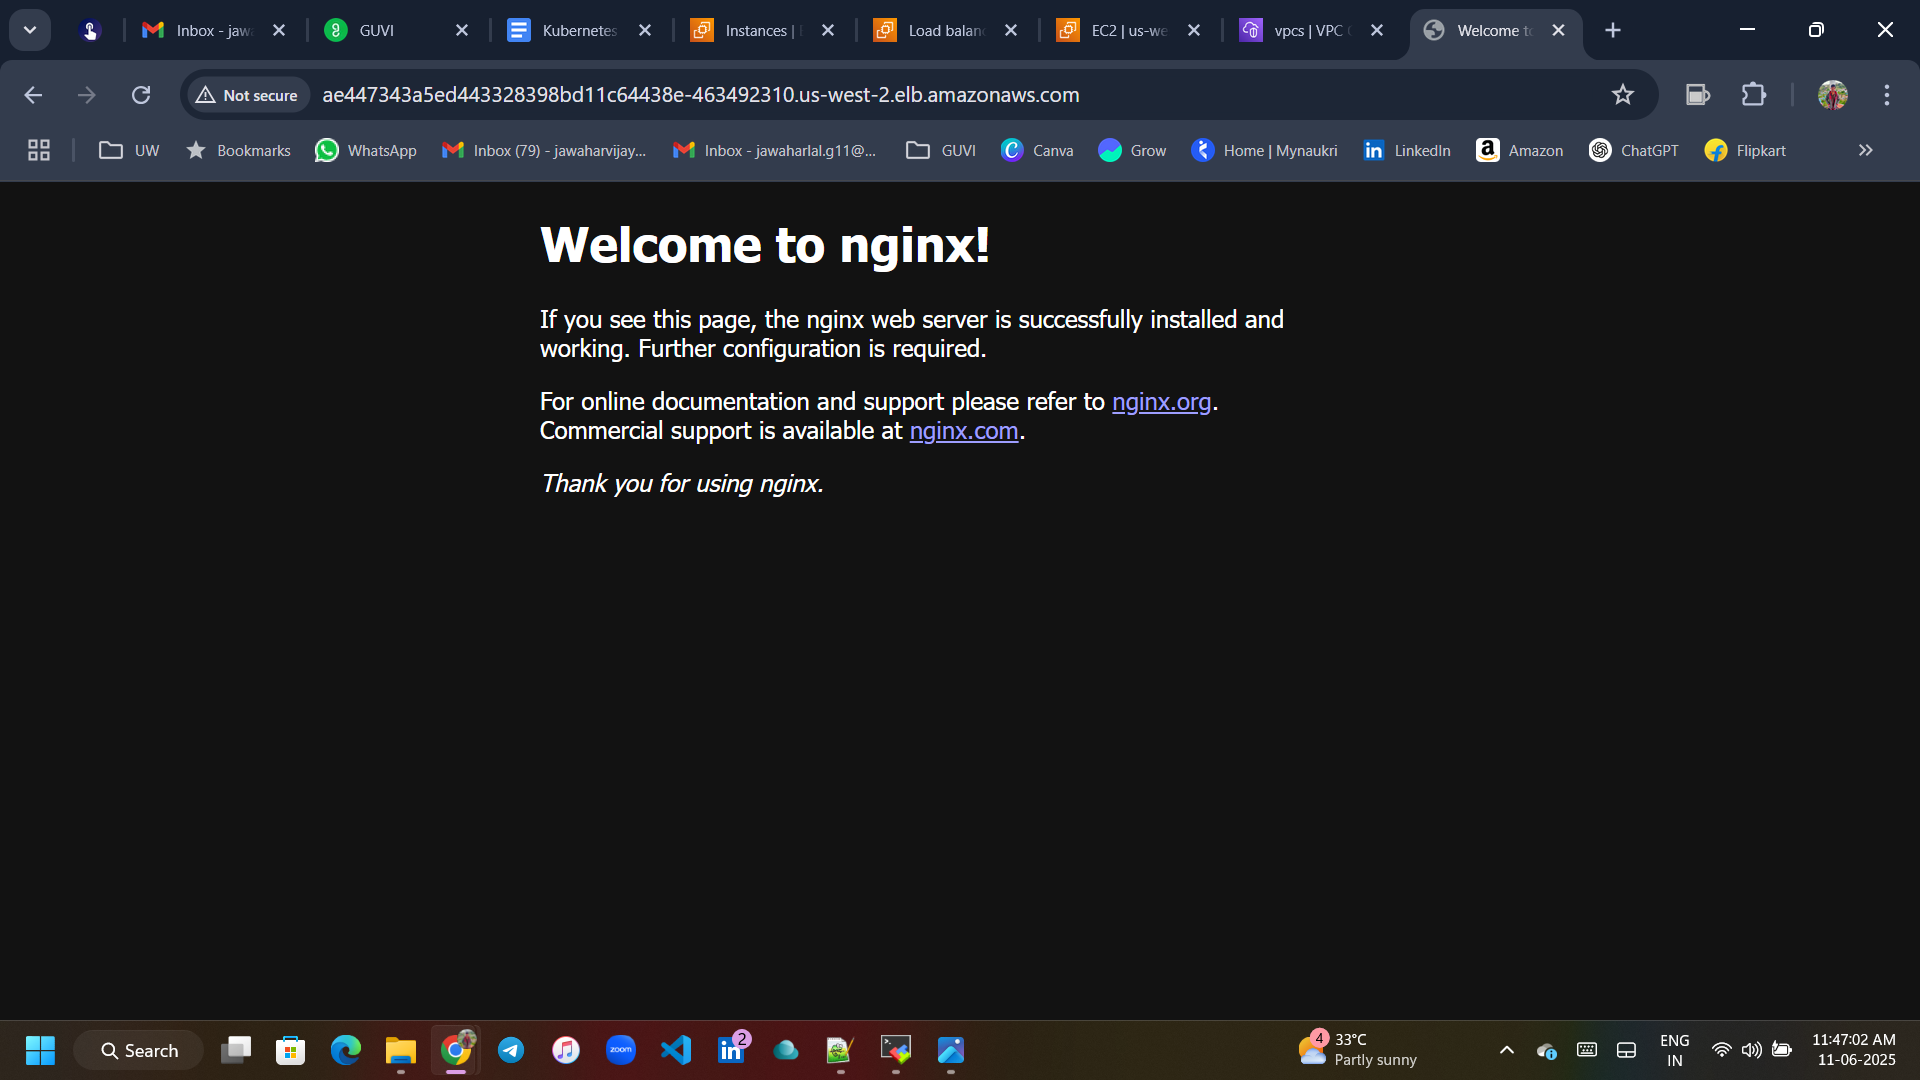 Inbox - jaw
GUVI
Kubernetes
Instances |
Load balan
EC2 | us-we
vpcs | VPC
Welcome to
Not secure
ae447343a5ed443328398bd11c64438e-463492310.us-west-2.elb.amazonaws.com
UW
Bookmarks
WhatsApp
Inbox (79) - jawaharvijay...
Inbox - jawaharlal.g11@...
GUVI
Canva
Grow
Home | Mynaukri
LinkedIn
Amazon
ChatGPT
Flipkart
Welcome to nginx!
If you see this page, the nginx web server is successfully installed and
working. Further configuration is required.
For online documentation and support please refer to nginx.org.
Commercial support is available at nginx.com.
Thank you for using nginx.
Search
zoom
2
4
33°C
Partly sunny
ENG
IN
11:47:02 AM
11-06-2025